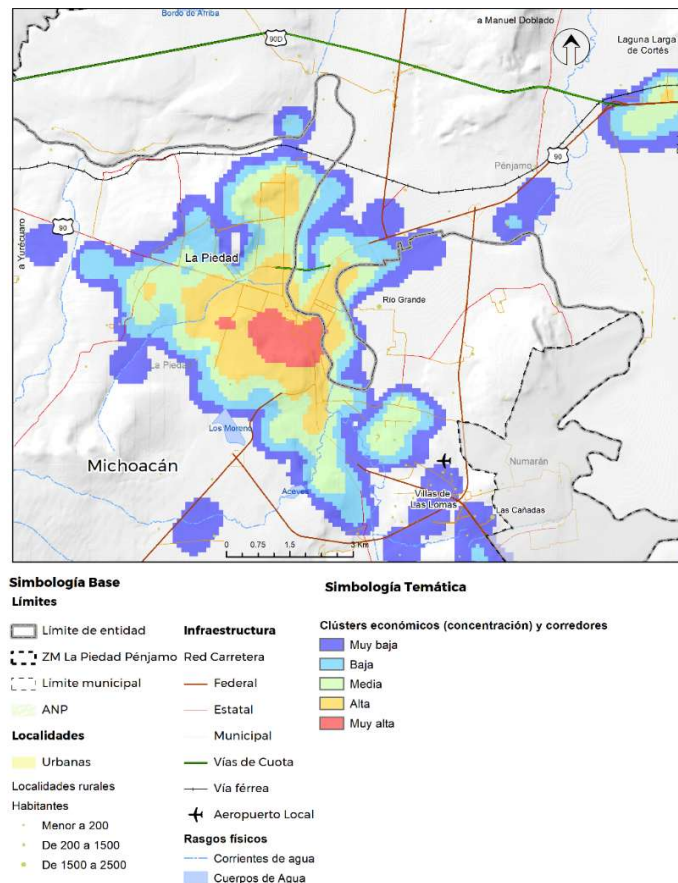 Bordo de Arriba
a Manuel Doblado
Laguna Larga
de Cortés
90D
Pénjamo
90
90
a Yurécuaro
La Piedad
Río Grande
La Piedad
Los Moreno
Michoacán
Numarán
Aceves
Villas de
Las Lomas
Las Cañadas
0 0.75 1.5 3 Km
Simbología Base
Límites
Límite de entidad
ZM La Piedad Pénjamo
Límite municipal
ANP
Localidades
Urbanas
Localidades rurales
Habitantes
Menor a 200
De 200 a 1500
De 1500 a 2500
Infraestructura
Red Carretera
Federal
Estatal
Municipal
Vías de Cuota
Vía férrea
Aeropuerto Local
Rasgos físicos
Corrientes de agua
Cuerpos de Agua
Simbología Temática
Clústers económicos (concentración) y corredores
Muy baja
Baja
Media
Alta
Muy alta